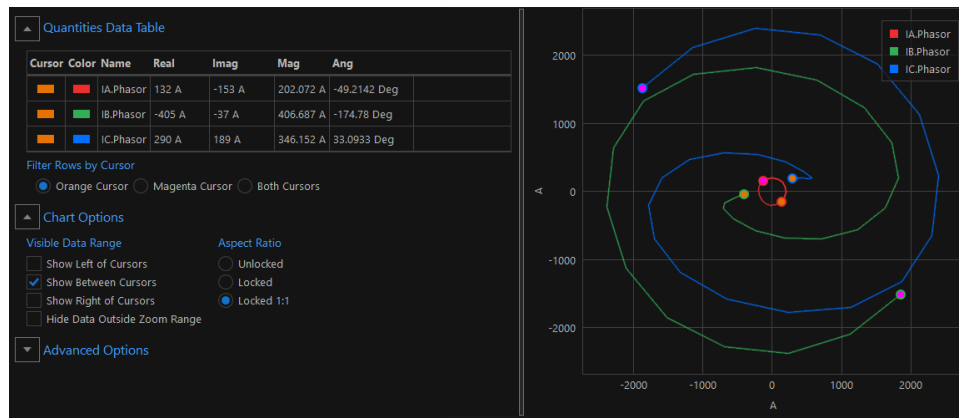 Quantities Data Table
Cursor Color Name Real Imag Mag Ang
IA.Phasor 132 A -153 A 202.072 A -49.2142 Deg
IB.Phasor -405 A -37 A 406.687 A -174.78 Deg
IC.Phasor 290 A 189 A 346.152 A 33.0933 Deg
Filter Rows by Cursor
Orange Cursor Magenta Cursor Both Cursors
Chart Options
Visible Data Range
Show Left of Cursors
Show Between Cursors
Show Right of Cursors
Hide Data Outside Zoom Range
Aspect Ratio
Unlocked
Locked
Locked 1:1
Advanced Options
IA.Phasor
IB.Phasor
IC.Phasor
2000
1000
0
-1000
-2000
A
-2000 -1000 0 1000 2000
A